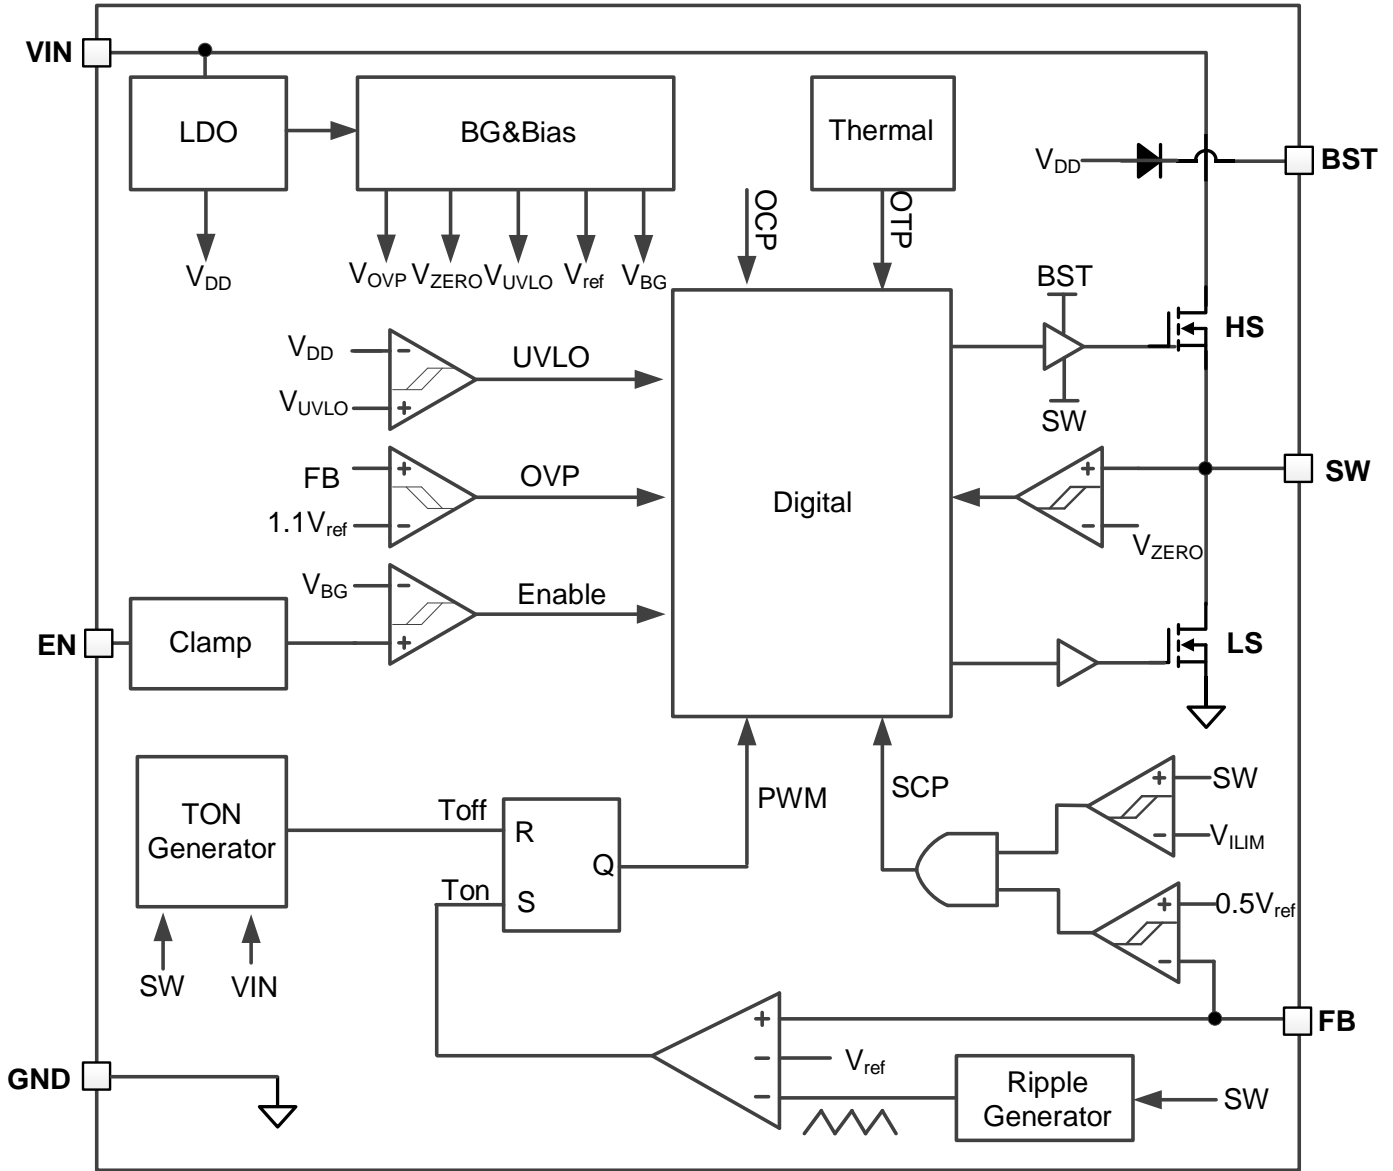 VIN
LDO
BG&Bias
Thermal
VDD
BST
OCP
OTP
VDD
VOVP
VZERO
VUVLO
Vref
VBG
BST
HS
VDD
UVLO
VUVLO
SW
FB
OVP
1.1Vref
Digital
+
-
SW
VZERO
VBG
Enable
EN
Clamp
LS
TON
Generator
Toff
R
Q
Ton
S
PWM
SCP
SW
VILIM
0.5Vref
SW
VIN
FB
Vref
GND
Ripple
Generator
SW